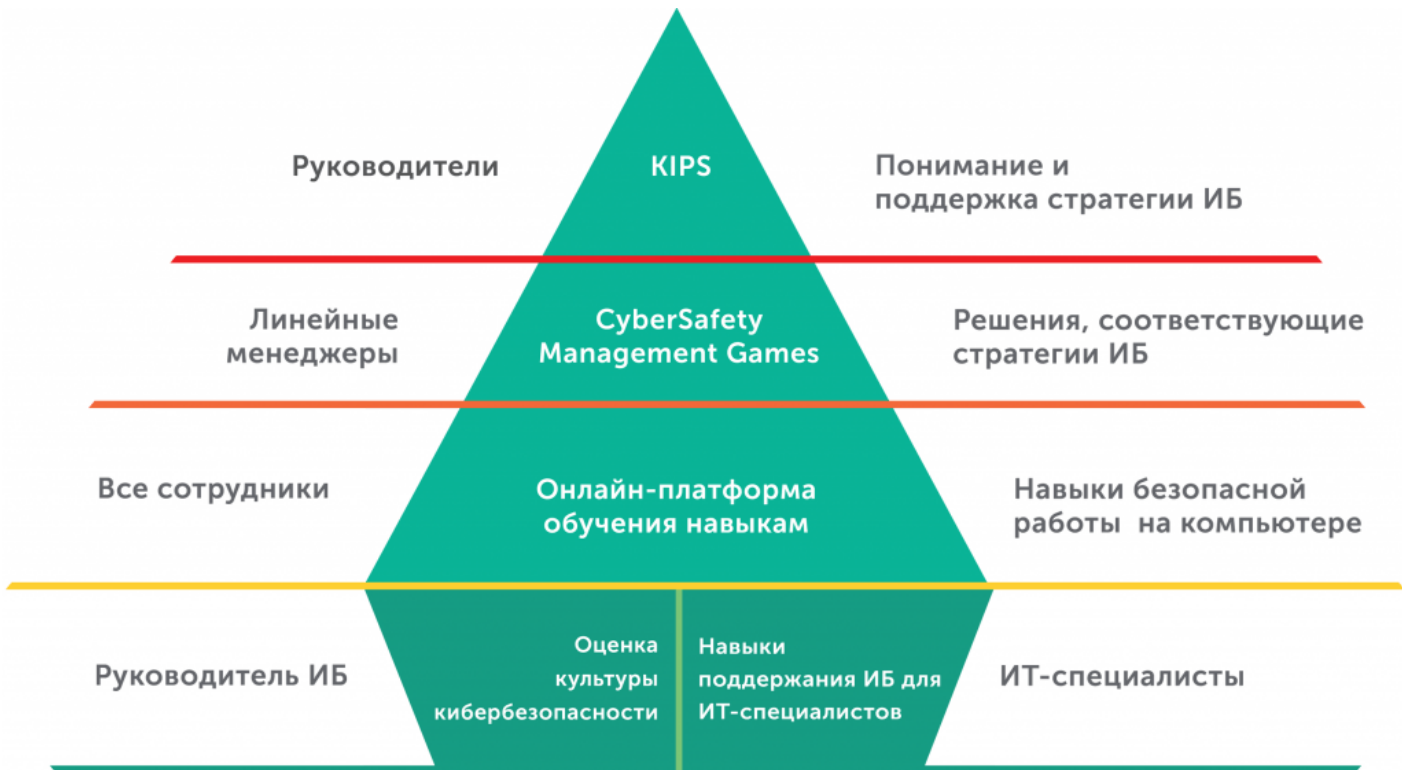 Руководители
KIPS
Понимание и
поддержка стратегии ИБ
Линейные
менеджеры
CyberSafety
Management Games
Решения, соответствующие
стратегии ИБ
Все сотрудники
Онлайн-платформа
обучения навыкам
Навыки безопасной
работы на компьютере
Руководитель ИБ
Оценка
культуры
кибербезопасности
Навыки
поддержания ИБ для
ИТ-специалистов
ИТ-специалисты